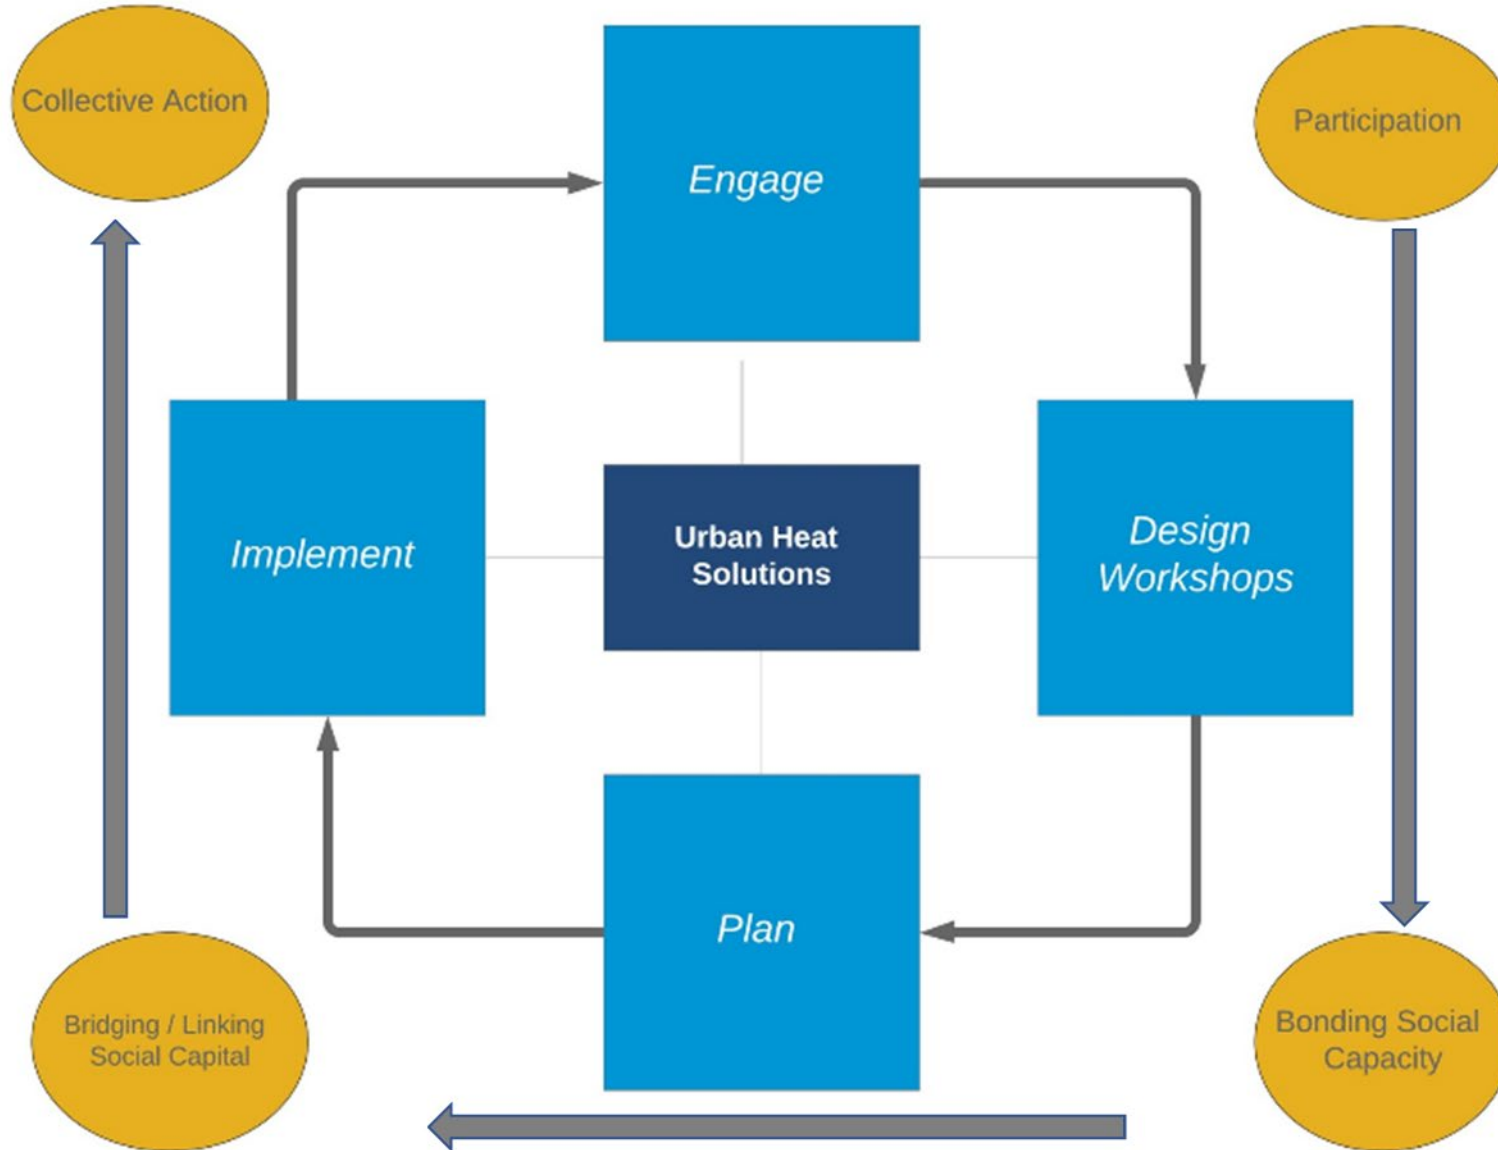 Collective Action
Engage
Participation
Implement
Urban Heat
Solutions
Design
Workshops
Plan
Bridging / Linking
Social Capital
Bonding Social
Capacity